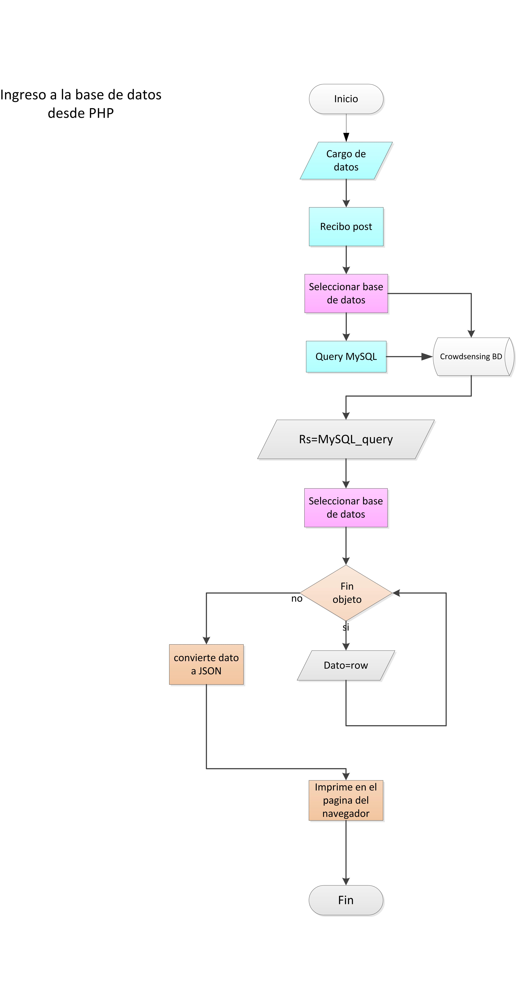 Ingreso a la base de datos
desde PHP
Inicio
Cargo de
datos
Recibo post
Seleccionar base
de datos
Query MySQL
Crowdsensing BD
Rs=MySQL_query
Seleccionar base
de datos
Fin
objeto
no
si
convierte dato
a JSON
Dato=row
Imprime en el
pagina del
navegador
Fin